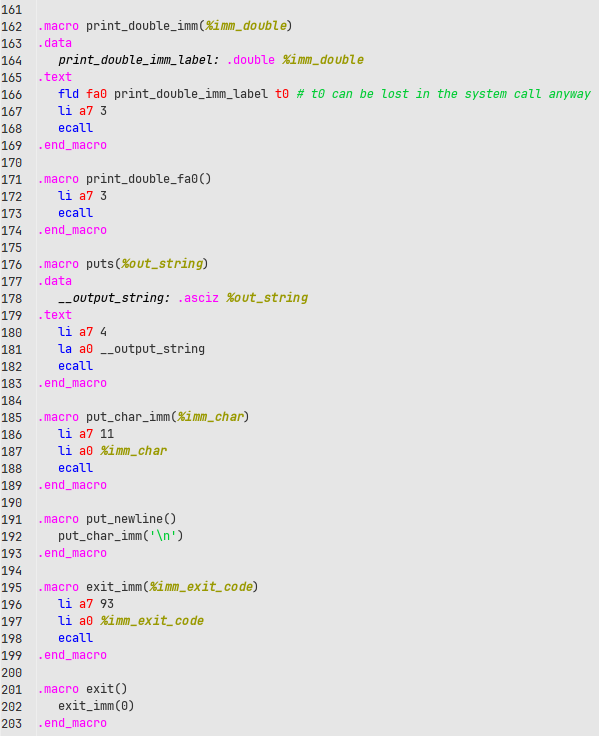 161
162 .macro print_double_imm(%imm_double)
163 .data
164    print_double_imm_label: .double %imm_double
165 .text
166    fld fa0 print_double_imm_label t0 # t0 can be lost in the system call anyway
167    li a7 3
168    ecall
169 .end_macro
170
171 .macro print_double_fa0()
172    li a7 3
173    ecall
174 .end_macro
175
176 .macro puts(%out_string)
177 .data
178    __output_string: .asciz %out_string
179 .text
180    li a7 4
181    la a0 __output_string
182    ecall
183 .end_macro
184
185 .macro put_char_imm(%imm_char)
186    li a7 11
187    li a0 %imm_char
188    ecall
189 .end_macro
190
191 .macro put_newline()
192    put_char_imm('\n')
193 .end_macro
194
195 .macro exit_imm(%imm_exit_code)
196    li a7 93
197    li a0 %imm_exit_code
198    ecall
199 .end_macro
200
201 .macro exit()
202    exit_imm(0)
203 .end_macro